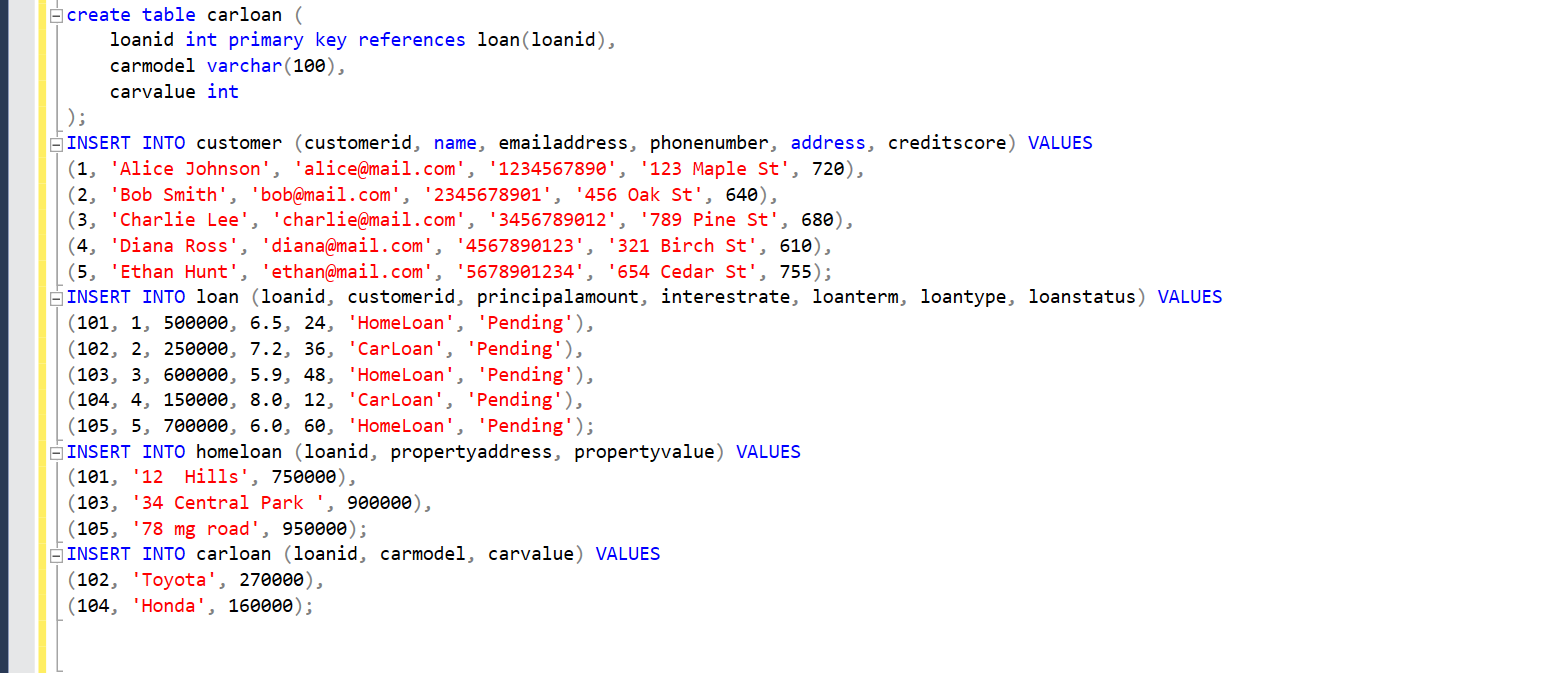 create table carloan (
    loanid int primary key references loan(loanid),
    carmodel varchar(100),
    carvalue int
);
INSERT INTO customer (customerid, name, emailaddress, phonenumber, address, creditscore) VALUES
(1, 'Alice Johnson', 'alice@mail.com', '1234567890', '123 Maple St', 720),
(2, 'Bob Smith', 'bob@mail.com', '2345678901', '456 Oak St', 640),
(3, 'Charlie Lee', 'charlie@mail.com', '3456789012', '789 Pine St', 680),
(4, 'Diana Ross', 'diana@mail.com', '4567890123', '321 Birch St', 610),
(5, 'Ethan Hunt', 'ethan@mail.com', '5678901234', '654 Cedar St', 755);
INSERT INTO loan (loanid, customerid, principalamount, interestrate, loanterm, loantype, loanstatus) VALUES
(101, 1, 500000, 6.5, 24, 'HomeLoan', 'Pending'),
(102, 2, 250000, 7.2, 36, 'CarLoan', 'Pending'),
(103, 3, 600000, 5.9, 48, 'HomeLoan', 'Pending'),
(104, 4, 150000, 8.0, 12, 'CarLoan', 'Pending'),
(105, 5, 700000, 6.0, 60, 'HomeLoan', 'Pending');
INSERT INTO homeloan (loanid, propertyaddress, propertyvalue) VALUES
(101, '12  Hills', 750000),
(103, '34 Central Park ', 900000),
(105, '78 mg road', 950000);
INSERT INTO carloan (loanid, carmodel, carvalue) VALUES
(102, 'Toyota', 270000),
(104, 'Honda', 160000);